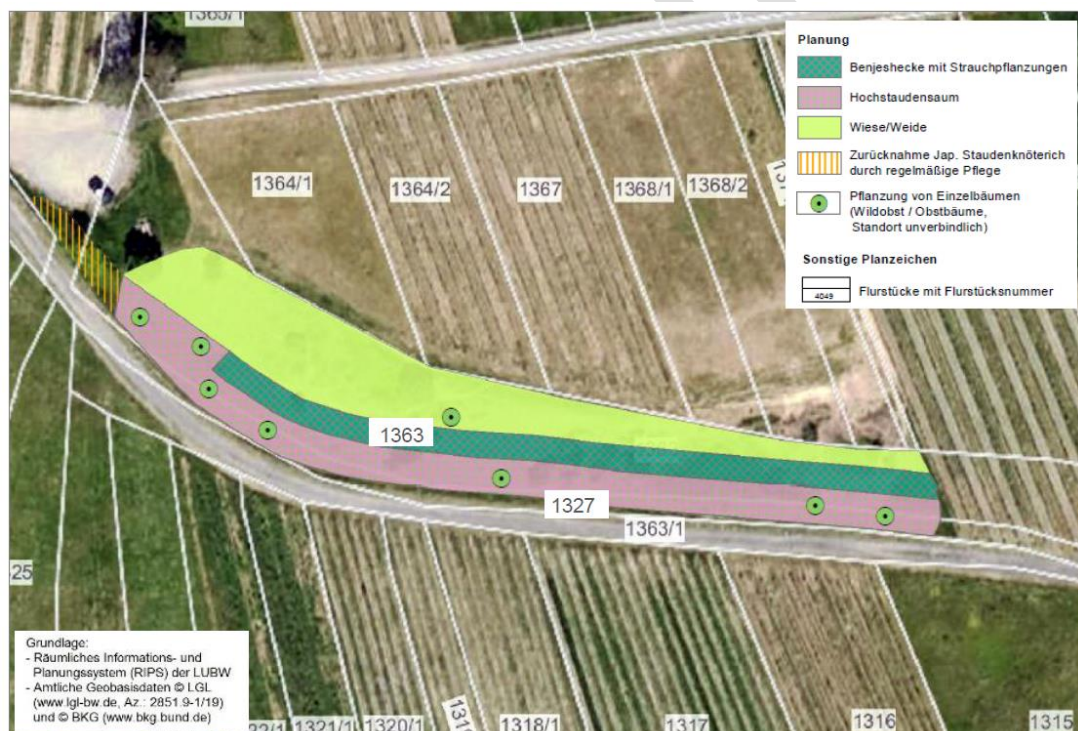 1365/1
Planung
Benjeshecke mit Strauchpflanzungen
Hochstaudensaum
Wiese/Weide
Zurücknahme Jap. Staudenknöterich
durch regelmäßige Pflege
Pflanzung von Einzelbäumen
(Wildobst / Obstbäume,
Standort unverbindlich)
Sonstige Planzeichen
4049
Flurstücke mit Flurstücksnummer
1364/1
1364/2
1367
1368/1
1368/2
1363
1327
1363/1
25
Grundlage:
- Räumliches Informations- und
Planungssystem (RIPS) der LUBW
- Amtliche Geobasisdaten © LGL
(www.lgl-bw.de, Az.: 2851.9-1/19)
und © BKG (www.bkg.bund.de)
1321/1
1320/1
1318/1
1317
1316
1315